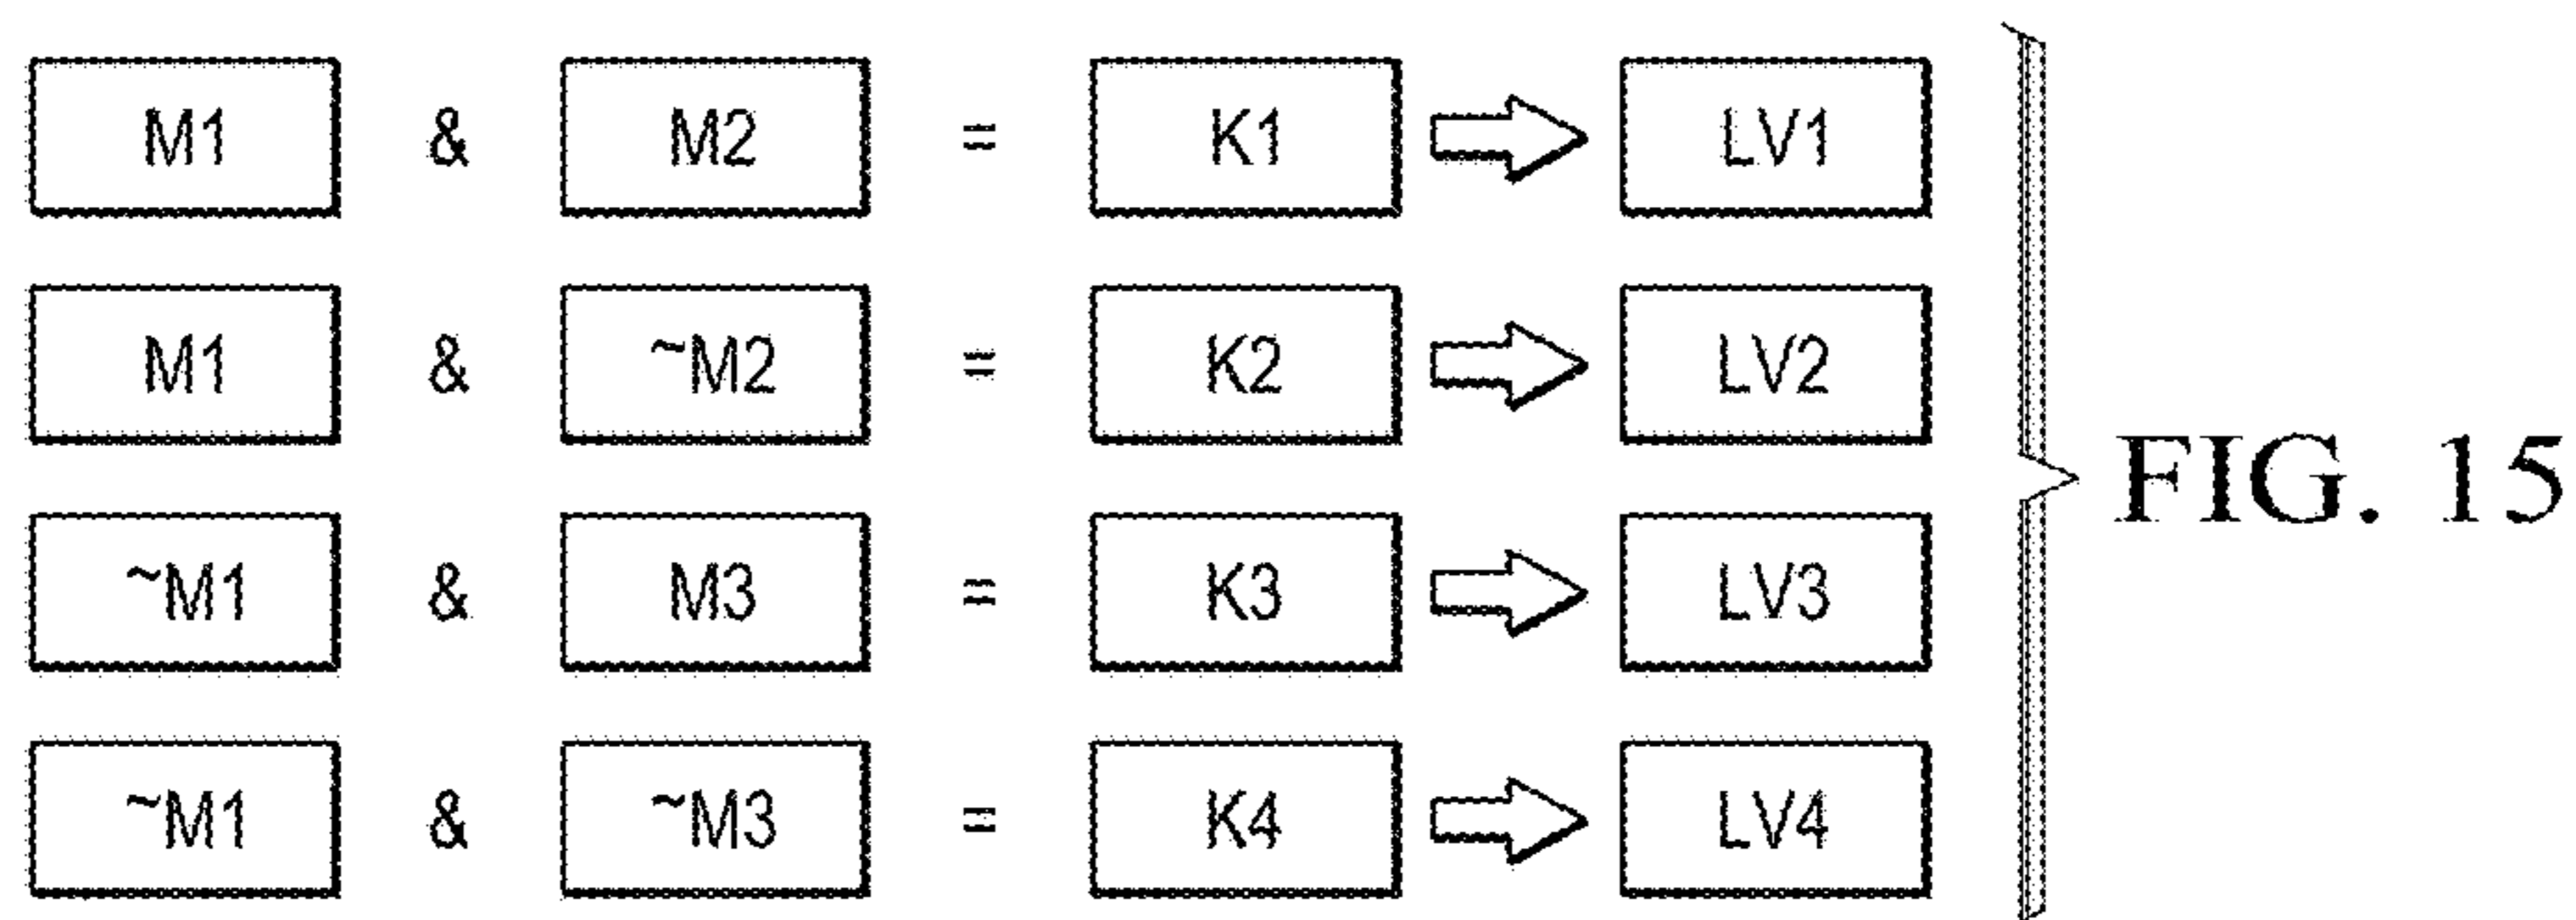 M1 & M2 = K1 LV1
M1 & ~M2 = K2 LV2
~M1 & M3 = K3 LV3
~M1 & ~M3 = K4 LV4
FIG. 15